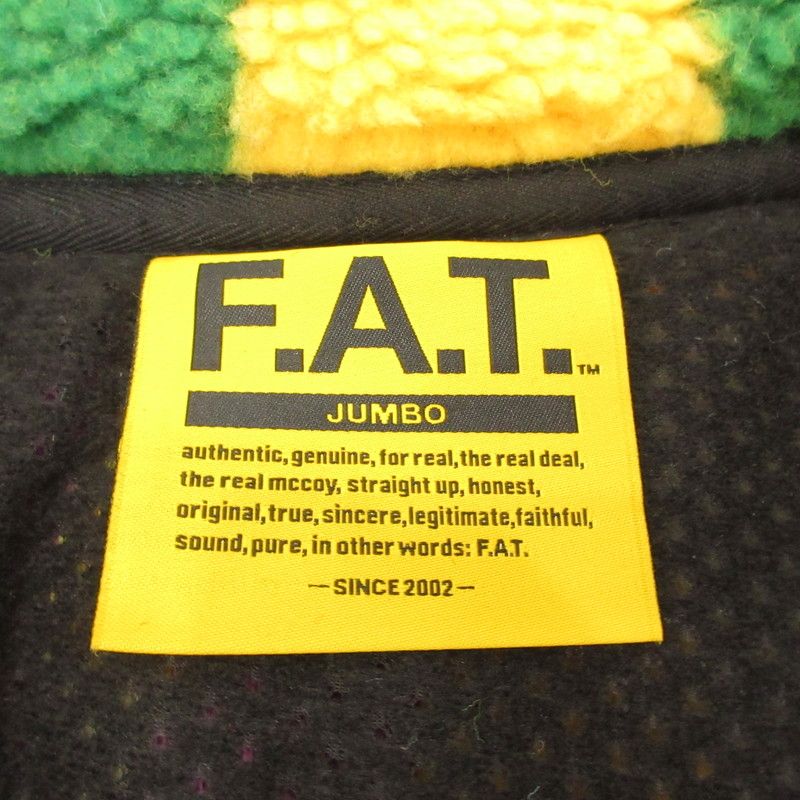 F.A.T.™
JUMBO
authentic, genuine, for real, the real deal,
the real mccoy, straight up, honest,
original, true, sincere, legitimate, faithful,
sound, pure, in other words: F.A.T.
—SINCE 2002—